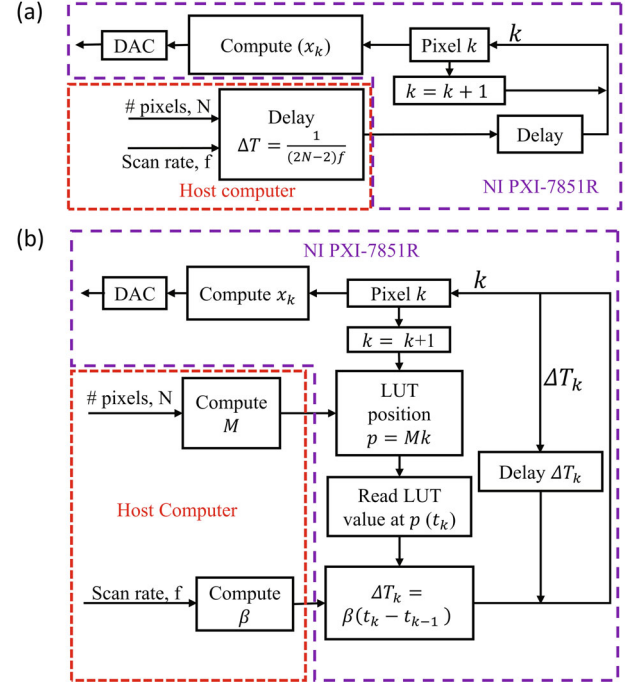 (a)
DAC
Compute (x_k)
Pixel k
k
k = k + 1
# pixels, N
Scan rate, f
Delay
ΔT = 1/((2N−2)f)
Delay
Host computer
NI PXI-7851R
(b)
NI PXI-7851R
DAC
Compute x_k
Pixel k
k
k = k+1
# pixels, N
Compute
M
LUT
position
p = Mk
ΔT_k
Delay ΔT_k
Read LUT
value at p (t_k)
Host Computer
Scan rate, f
Compute
β
ΔT_k =
β(t_k − t_{k−1})